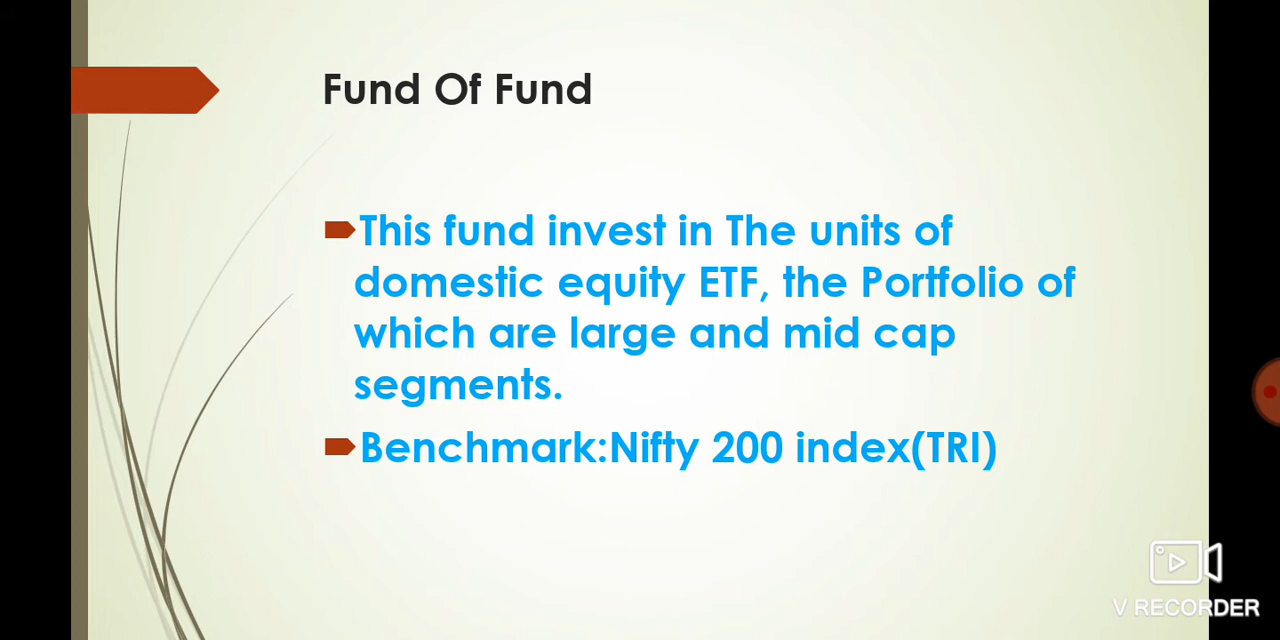 Fund Of Fund
This fund invest in The units of
domestic equity ETF, the Portfolio of
which are large and mid cap
segments.
Benchmark:Nifty 200 index(TRI)
V RECORDER